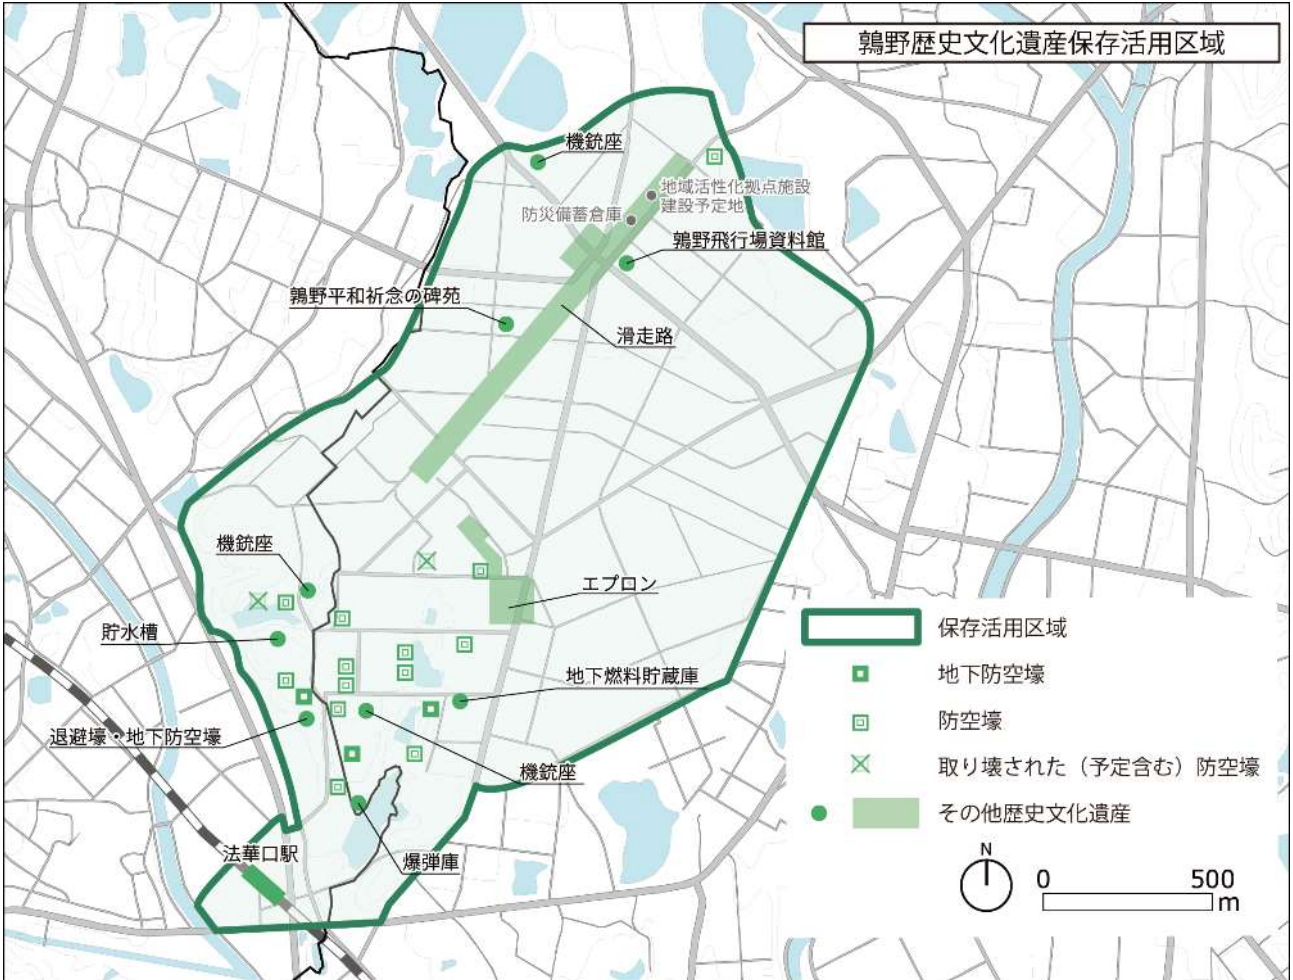 鶉野歴史文化遺産保存活用区域
機銃座
地域活性化拠点施設
建設予定地
防災備蓄倉庫
鶉野飛行場資料館
鶉野平和祈念の碑苑
滑走路
機銃座
エプロン
貯水槽
地下燃料貯蔵庫
退避壕・地下防空壕
機銃座
法華口駅
爆弾庫
保存活用区域
地下防空壕
防空壕
取り壊された（予定含む）防空壕
その他歴史文化遺産
N
0 500
m